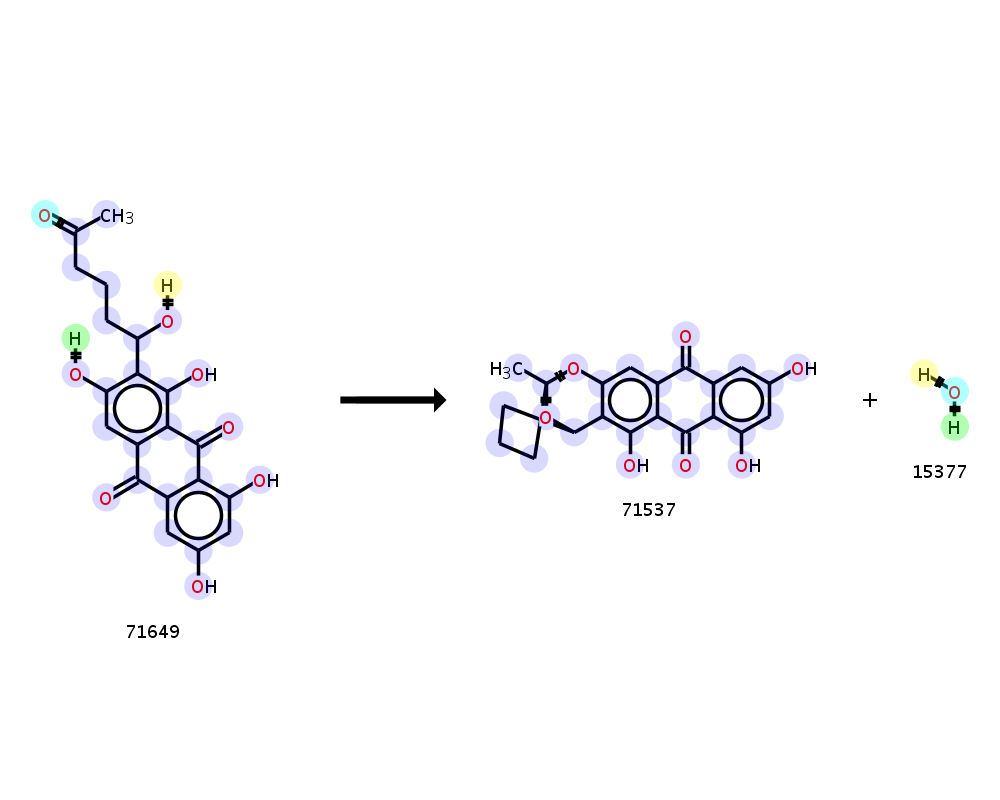 O CH3
H
H O
O OH
O
O OH
OH
71649
O
H3C O OH
O
OH O OH
71537
+
H O
H
15377